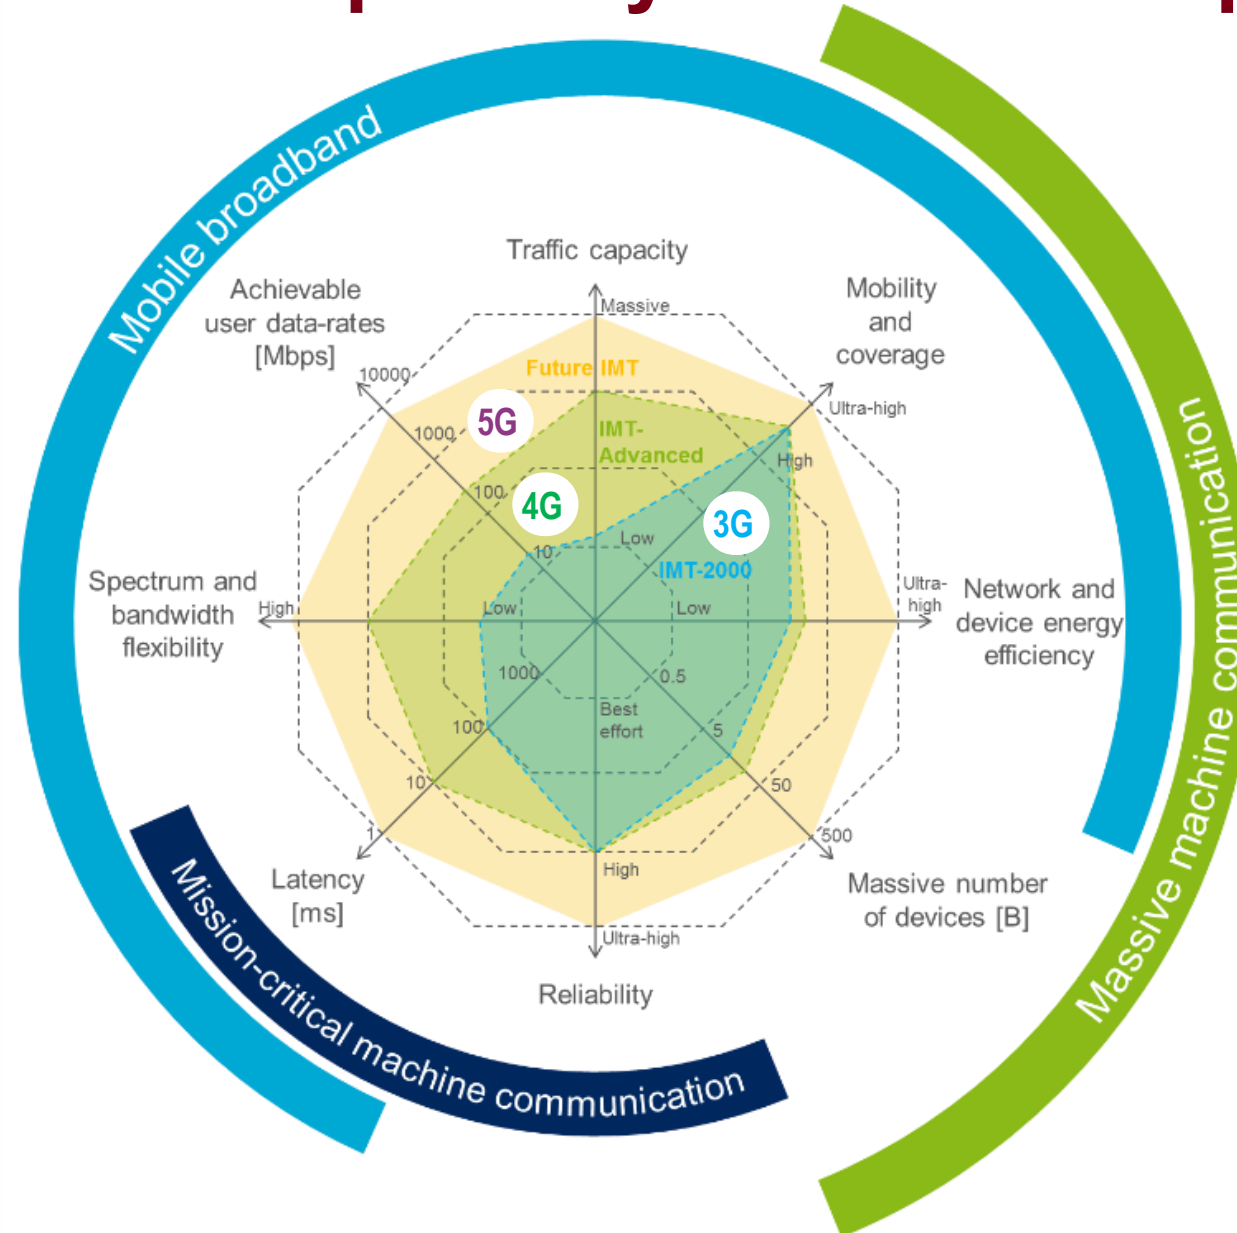 Mobile broadband
Massive machine communication
Mission-critical machine communication
Traffic capacity
Massive
Achievable
user data-rates
[Mbps]
10000
1000
100
10
Mobility
and
coverage
Ultra-high
High
Future IMT
5G
IMT-
Advanced
4G
3G
Low
IMT-2000
Spectrum and
bandwidth
flexibility
High
Low
Low
Ultra-
high
Network and
device energy
efficiency
1000
100
10
1
Latency
[ms]
0.5
5
50
500
Massive number
of devices [B]
Best
effort
High
Ultra-high
Reliability